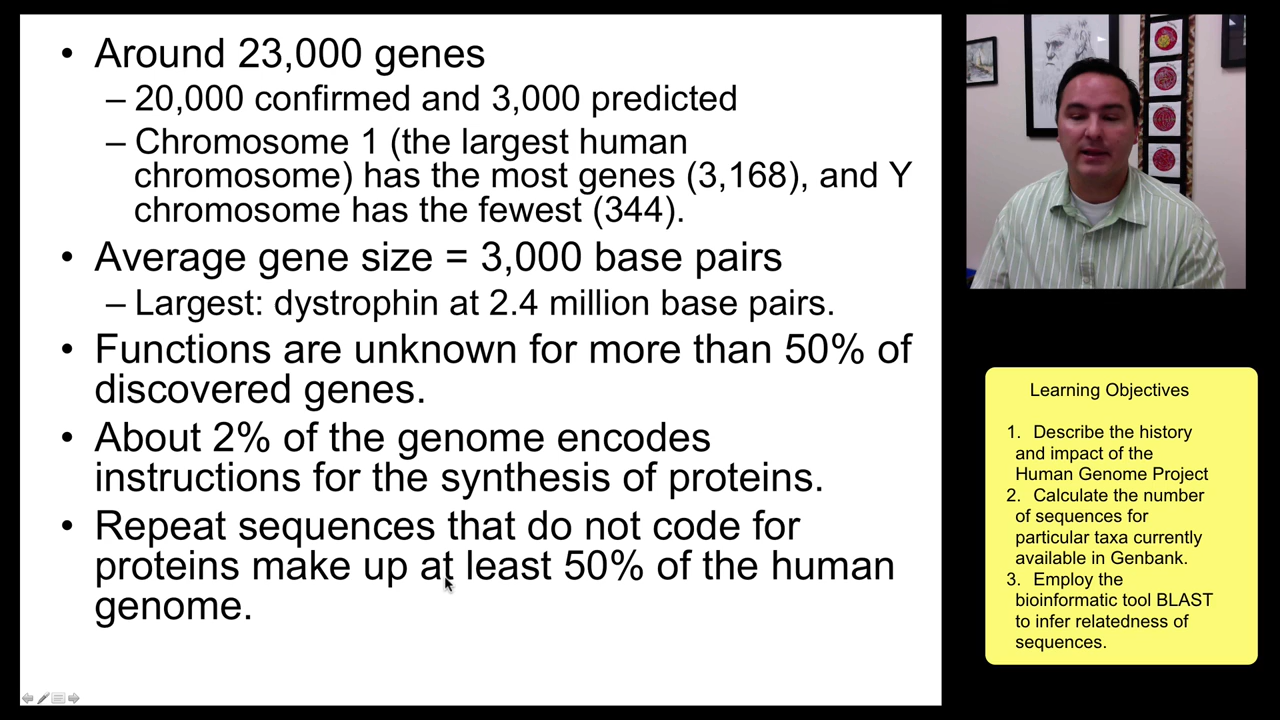 • Around 23,000 genes
– 20,000 confirmed and 3,000 predicted
– Chromosome 1 (the largest human
chromosome) has the most genes (3,168), and Y
chromosome has the fewest (344).
• Average gene size = 3,000 base pairs
– Largest: dystrophin at 2.4 million base pairs.
• Functions are unknown for more than 50% of
discovered genes.
• About 2% of the genome encodes
instructions for the synthesis of proteins.
• Repeat sequences that do not code for
proteins make up at least 50% of the human
genome.
Learning Objectives
1. Describe the history
and impact of the
Human Genome Project
2. Calculate the number
of sequences for
particular taxa currently
available in Genbank.
3. Employ the
bioinformatic tool BLAST
to infer relatedness of
sequences.